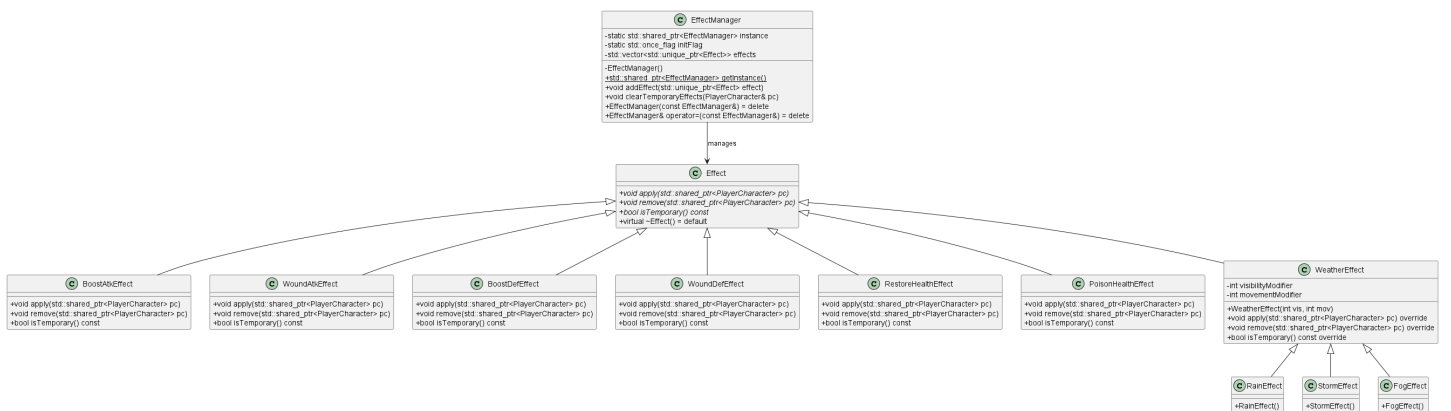 C EffectManager
-static std::shared_ptr<EffectManager> instance
-static std::once_flag initFlag
-std::vector<std::unique_ptr<Effect>> effects
-EffectManager()
+std::shared_ptr<EffectManager> getInstance()
+void addEffect(std::unique_ptr<Effect> effect)
+void clearTemporaryEffects(PlayerCharacter& pc)
+EffectManager(const EffectManager&) = delete
+EffectManager& operator=(const EffectManager&) = delete
manages
C Effect
+void apply(std::shared_ptr<PlayerCharacter> pc)
+void remove(std::shared_ptr<PlayerCharacter> pc)
+bool isTemporary() const
+virtual ~Effect() = default
C BoostAtkEffect
+void apply(std::shared_ptr<PlayerCharacter> pc)
+void remove(std::shared_ptr<PlayerCharacter> pc)
+bool isTemporary() const
C WoundAtkEffect
+void apply(std::shared_ptr<PlayerCharacter> pc)
+void remove(std::shared_ptr<PlayerCharacter> pc)
+bool isTemporary() const
C BoostDefEffect
+void apply(std::shared_ptr<PlayerCharacter> pc)
+void remove(std::shared_ptr<PlayerCharacter> pc)
+bool isTemporary() const
C WoundDefEffect
+void apply(std::shared_ptr<PlayerCharacter> pc)
+void remove(std::shared_ptr<PlayerCharacter> pc)
+bool isTemporary() const
C RestoreHealthEffect
+void apply(std::shared_ptr<PlayerCharacter> pc)
+void remove(std::shared_ptr<PlayerCharacter> pc)
+bool isTemporary() const
C PoisonHealthEffect
+void apply(std::shared_ptr<PlayerCharacter> pc)
+void remove(std::shared_ptr<PlayerCharacter> pc)
+bool isTemporary() const
C WeatherEffect
-int visibilityModifier
-int movementModifier
+WeatherEffect(int vis, int mov)
+void apply(std::shared_ptr<PlayerCharacter> pc) override
+void remove(std::shared_ptr<PlayerCharacter> pc) override
+bool isTemporary() const override
C RainEffect
+RainEffect()
C StormEffect
+StormEffect()
C FogEffect
+FogEffect()